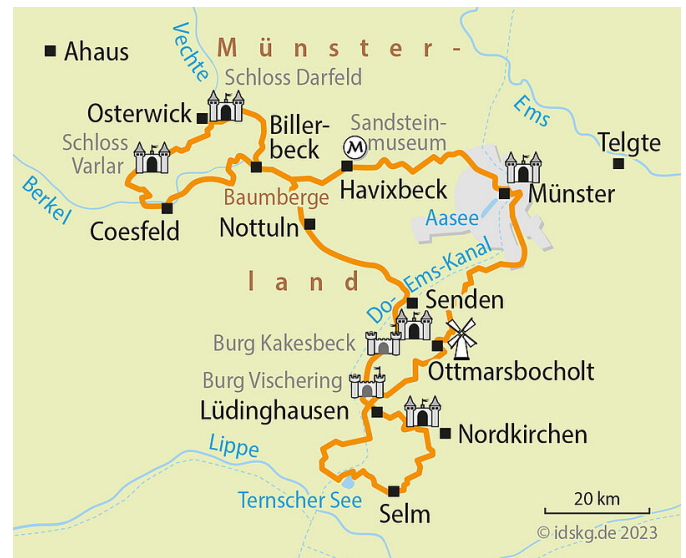 Münster-
Ahaus
Vechte
Schloss Darfeld
Ems
Osterwick
Biller-
beck
Sandstein-
museum
M
Telgte
Schloss
Varlar
Berkel
Baumberge
Havixbeck
Münster
Aasee
Coesfeld
Nottuln
land
Do-Ems-Kanal
Senden
Burg Kakesbeck
Ottmarsbocholt
Burg Vischering
Lüdinghausen
Nordkirchen
Lippe
Ternscher See
Selm
20 km
© idskg.de 2023